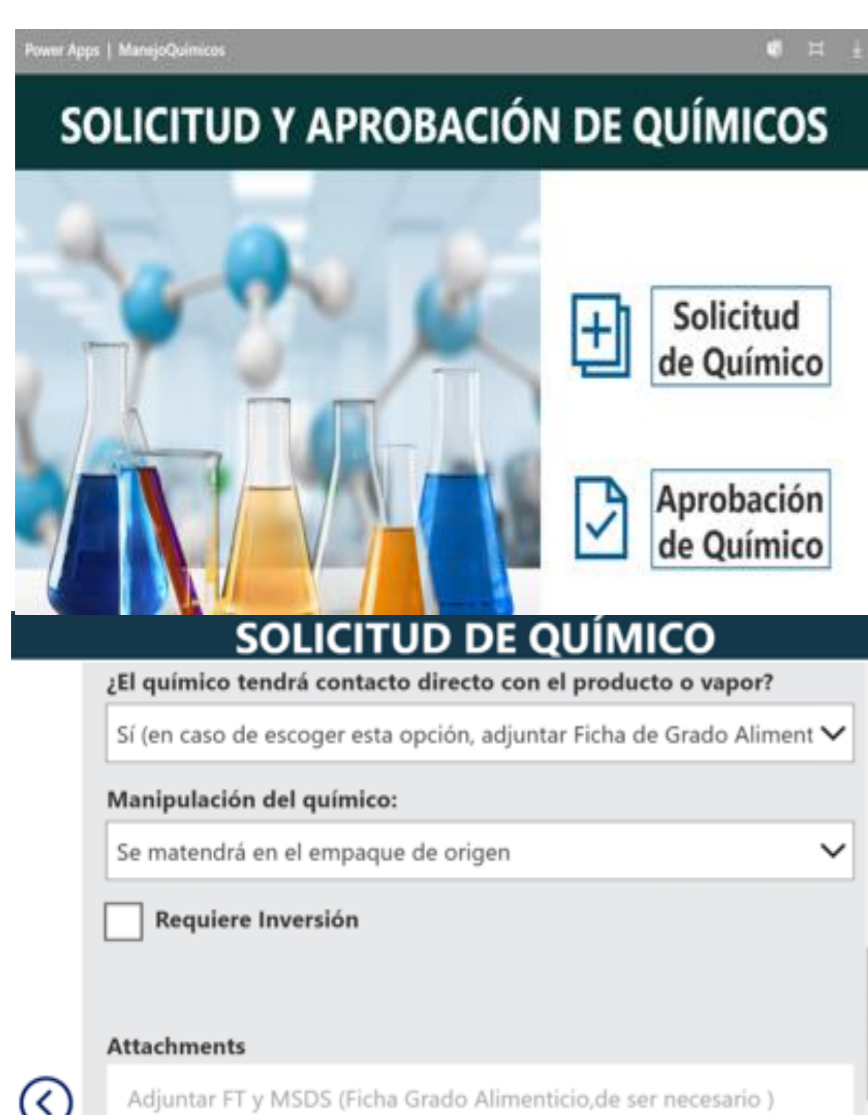 Power Apps | ManejoQuímicos
SOLICITUD Y APROBACIÓN DE QUÍMICOS
Solicitud
de Químico
Aprobación
de Químico
SOLICITUD DE QUÍMICO
¿El químico tendrá contacto directo con el producto o vapor?
Sí (en caso de escoger esta opción, adjuntar Ficha de Grado Aliment
Manipulación del químico:
Se matendrá en el empaque de origen
Requiere Inversión
Attachments
Adjuntar FT y MSDS (Ficha Grado Alimenticio,de ser necesario )